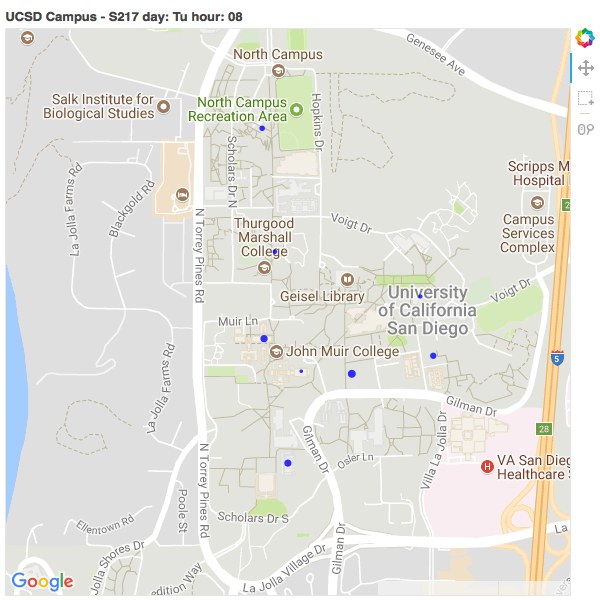 UCSD Campus - S217 day: Tu hour: 08
Genesee Ave
North Campus
Salk Institute for
Biological Studies
North Campus
Recreation Area
Hopkins Dr
Scholars Dr N
Scripps M
Hospital
La Jolla Farms Rd
Blackgold Rd
N Torrey Pines Rd
Voigt Dr
Thurgood
Marshall
College
Campus
Services
Complex
Geisel Library
University
of California
San Diego
Voigt Dr
Muir Ln
John Muir College
5
La Jolla Farms Rd
Gilman Dr
Gilman Dr
Villa La Jolla Dr
28
N Torrey Pines Rd
Osler Ln
H
VA San Dieg
Healthcare
Poole St
Scholars Dr S
Ellentown Rd
La
Gilman Dr
La Jolla Village Dr
Jolla Shores Dr
edition Way
Google